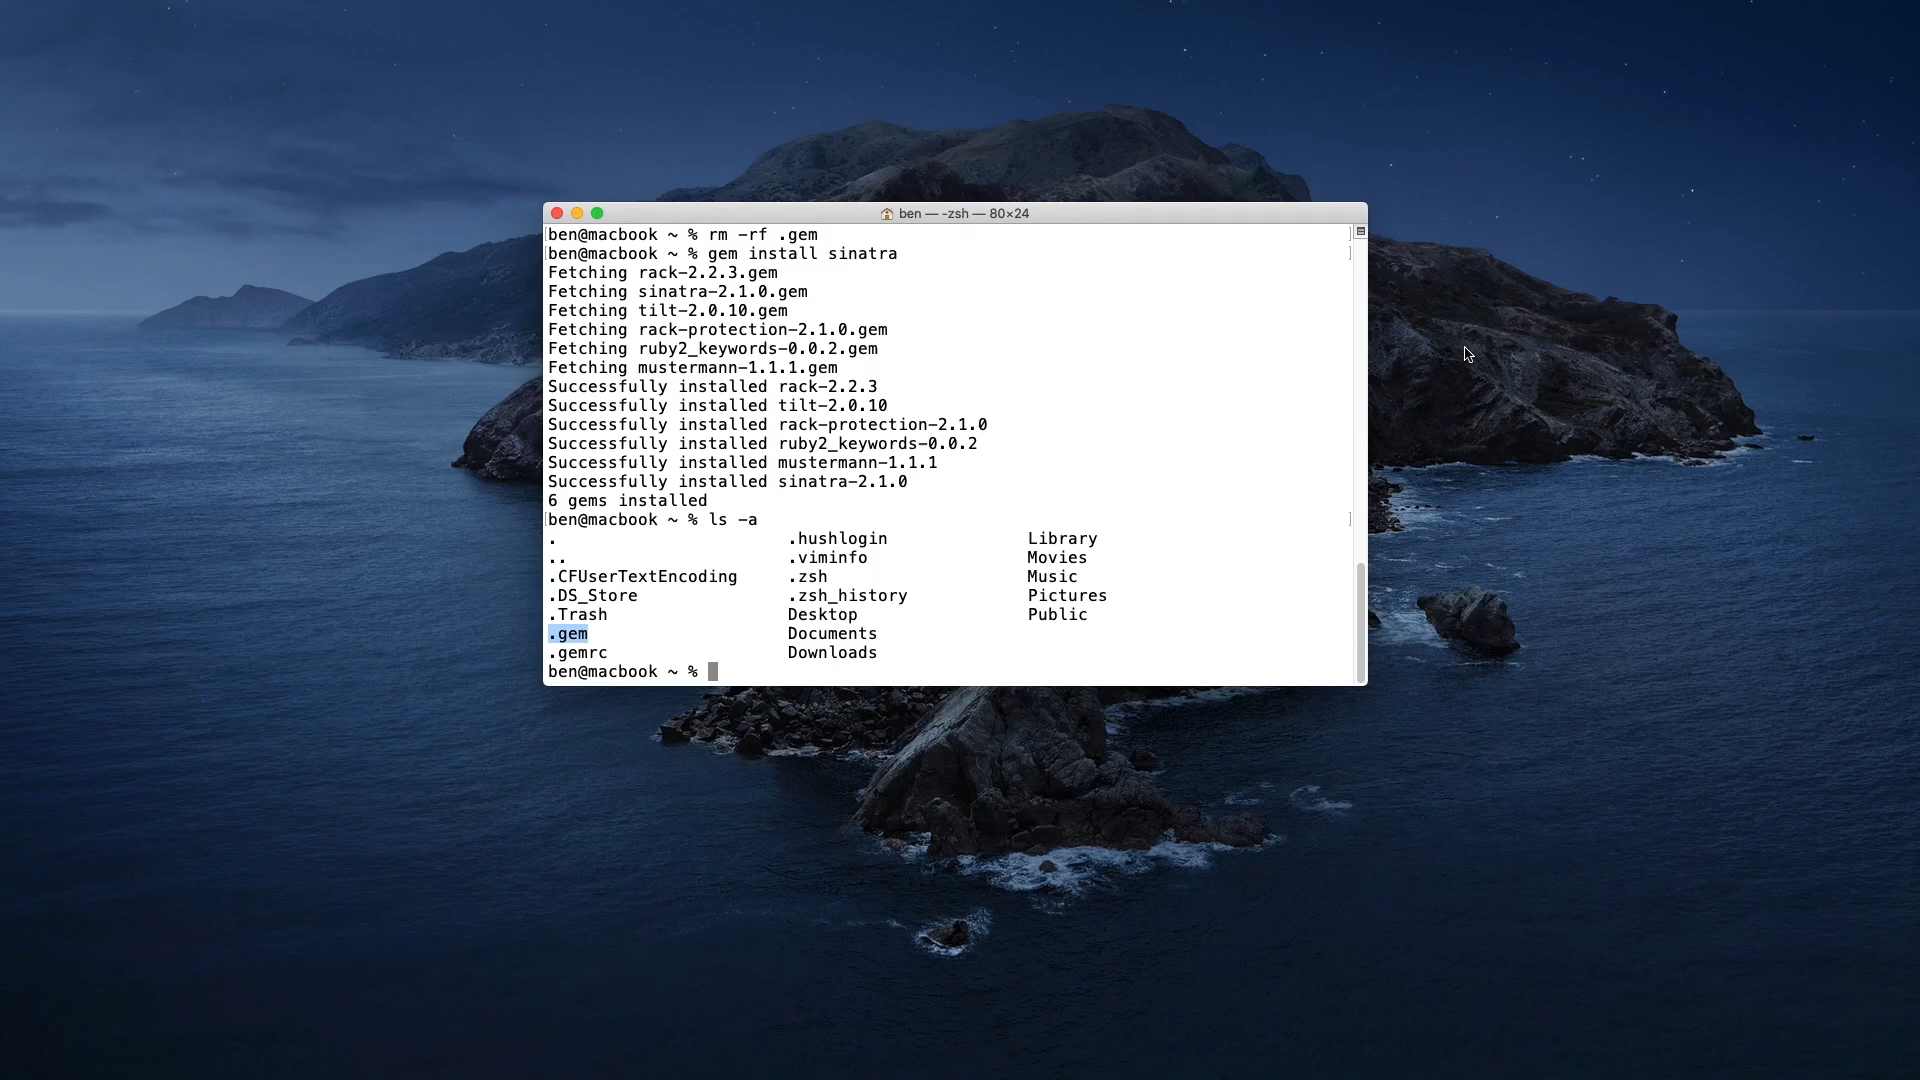 ben — -zsh — 80×24
ben@macbook ~ % rm -rf .gem
ben@macbook ~ % gem install sinatra
Fetching rack-2.2.3.gem
Fetching sinatra-2.1.0.gem
Fetching tilt-2.0.10.gem
Fetching rack-protection-2.1.0.gem
Fetching ruby2_keywords-0.0.2.gem
Fetching mustermann-1.1.1.gem
Successfully installed rack-2.2.3
Successfully installed tilt-2.0.10
Successfully installed rack-protection-2.1.0
Successfully installed ruby2_keywords-0.0.2
Successfully installed mustermann-1.1.1
Successfully installed sinatra-2.1.0
6 gems installed
ben@macbook ~ % ls -a
. .hushlogin Library
.. .viminfo Movies
.CFUserTextEncoding .zsh Music
.DS_Store .zsh_history Pictures
.Trash Desktop Public
.gem Documents
.gemrc Downloads
ben@macbook ~ %